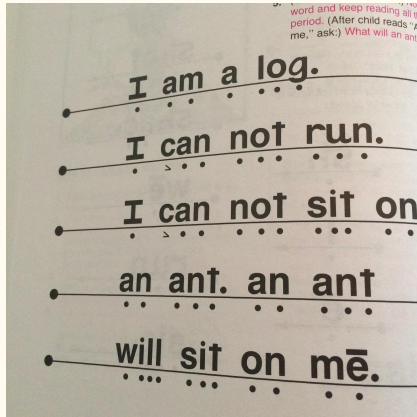 word and keep reading all
period. (After child reads
me," ask:) What will an ant
I am a log.
I can not run.
I can not sit on
an ant. an ant
will sit on mē.